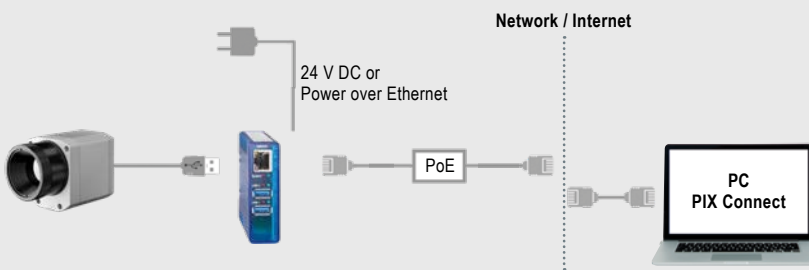 Network / Internet
24 V DC or
Power over Ethernet
PoE
PC
PIX Connect